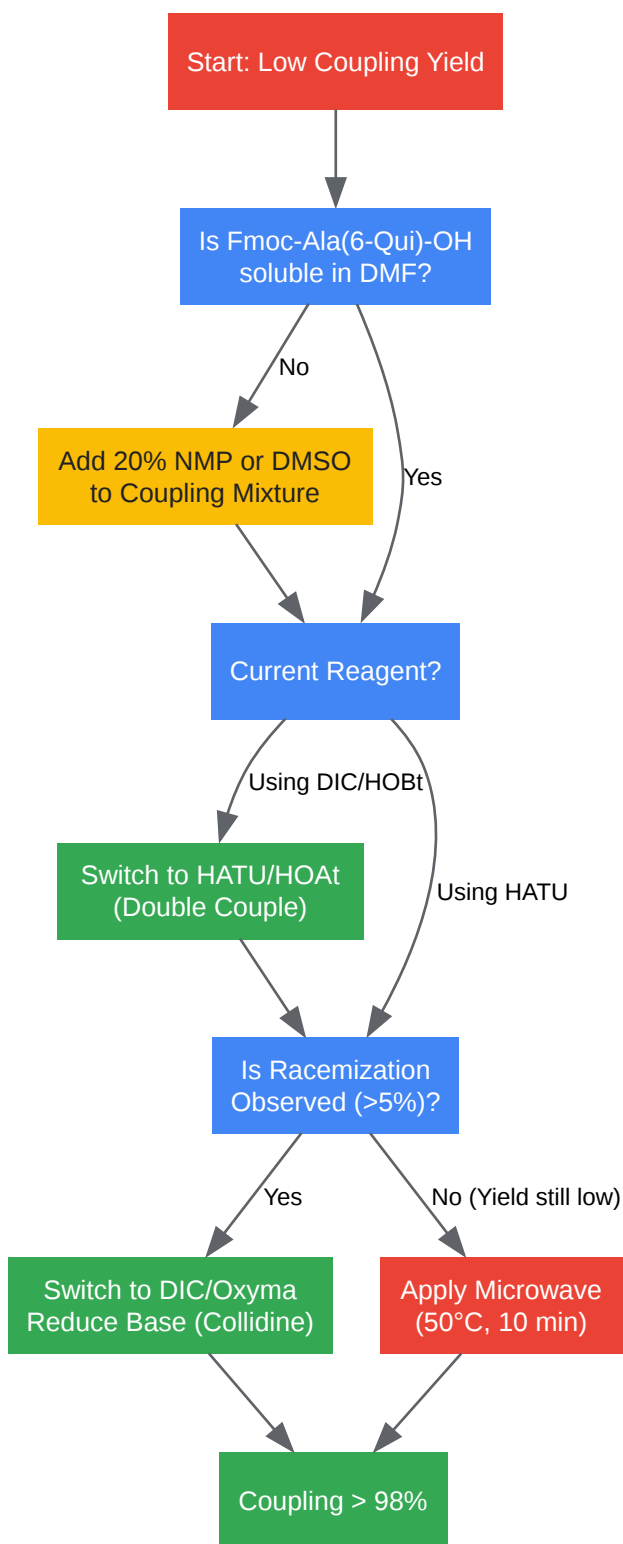 Start: Low Coupling Yield
Is Fmoc-Ala(6-Qui)-OH
soluble in DMF?
No
Add 20% NMP or DMSO
to Coupling Mixture
Yes
Current Reagent?
Using DIC/HOBt
Switch to HATU/HOAt
(Double Couple)
Using HATU
Is Racemization
Observed (>5%)?
Yes
No (Yield still low)
Switch to DIC/Oxyma
Reduce Base (Collidine)
Apply Microwave
(50°C, 10 min)
Coupling > 98%